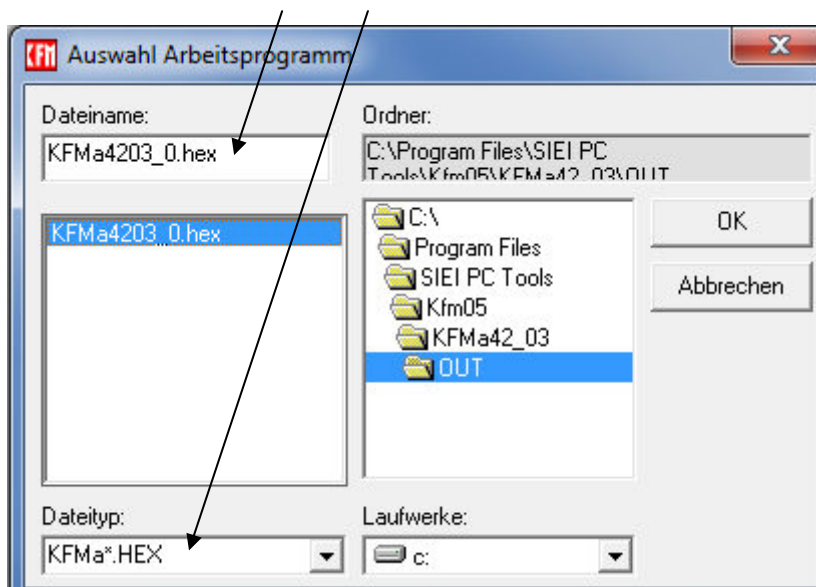 KFM Auswahl Arbeitsprogramm
Dateiname:
KFMa4203_0.hex
Ordner:
C:\Program Files\SIEI PC
Tools\Kfm05\KFMa42_03\OUT
KFMa4203_0.hex
C:\
Program Files
SIEI PC Tools
Kfm05
KFMa42_03
OUT
OK
Abbrechen
Dateityp:
KFMa*.HEX
Laufwerke:
c: